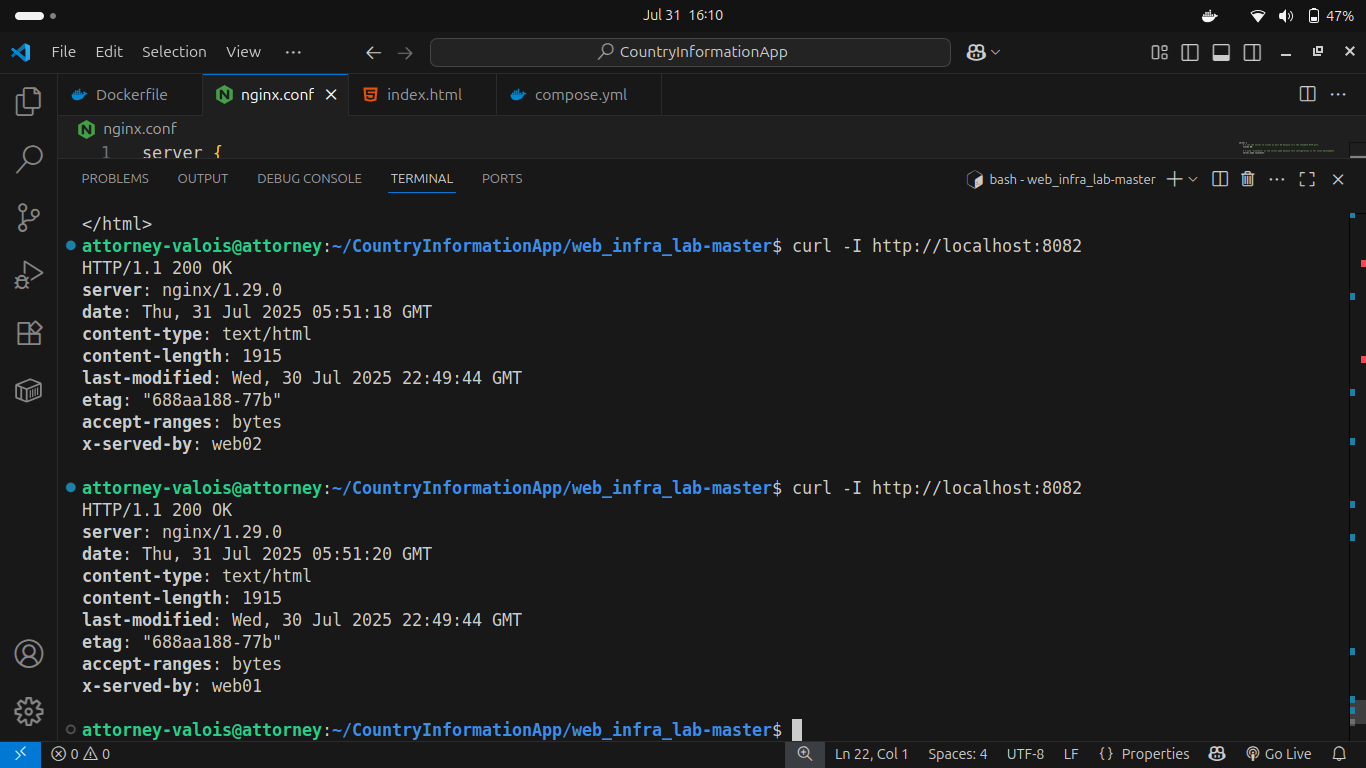 Jul 31 16:10
47%
File Edit Selection View ···
CountryInformationApp
Dockerfile
nginx.conf
index.html
compose.yml
nginx.conf
1 server {
PROBLEMS OUTPUT DEBUG CONSOLE TERMINAL PORTS
bash - web_infra_lab-master
</html>
attorney-valois@attorney:~/CountryInformationApp/web_infra_lab-master$ curl -I http://localhost:8082
HTTP/1.1 200 OK
server: nginx/1.29.0
date: Thu, 31 Jul 2025 05:51:18 GMT
content-type: text/html
content-length: 1915
last-modified: Wed, 30 Jul 2025 22:49:44 GMT
etag: "688aa188-77b"
accept-ranges: bytes
x-served-by: web02
attorney-valois@attorney:~/CountryInformationApp/web_infra_lab-master$ curl -I http://localhost:8082
HTTP/1.1 200 OK
server: nginx/1.29.0
date: Thu, 31 Jul 2025 05:51:20 GMT
content-type: text/html
content-length: 1915
last-modified: Wed, 30 Jul 2025 22:49:44 GMT
etag: "688aa188-77b"
accept-ranges: bytes
x-served-by: web01
attorney-valois@attorney:~/CountryInformationApp/web_infra_lab-master$
0 0
Ln 22, Col 1 Spaces: 4 UTF-8 LF {} Properties Go Live